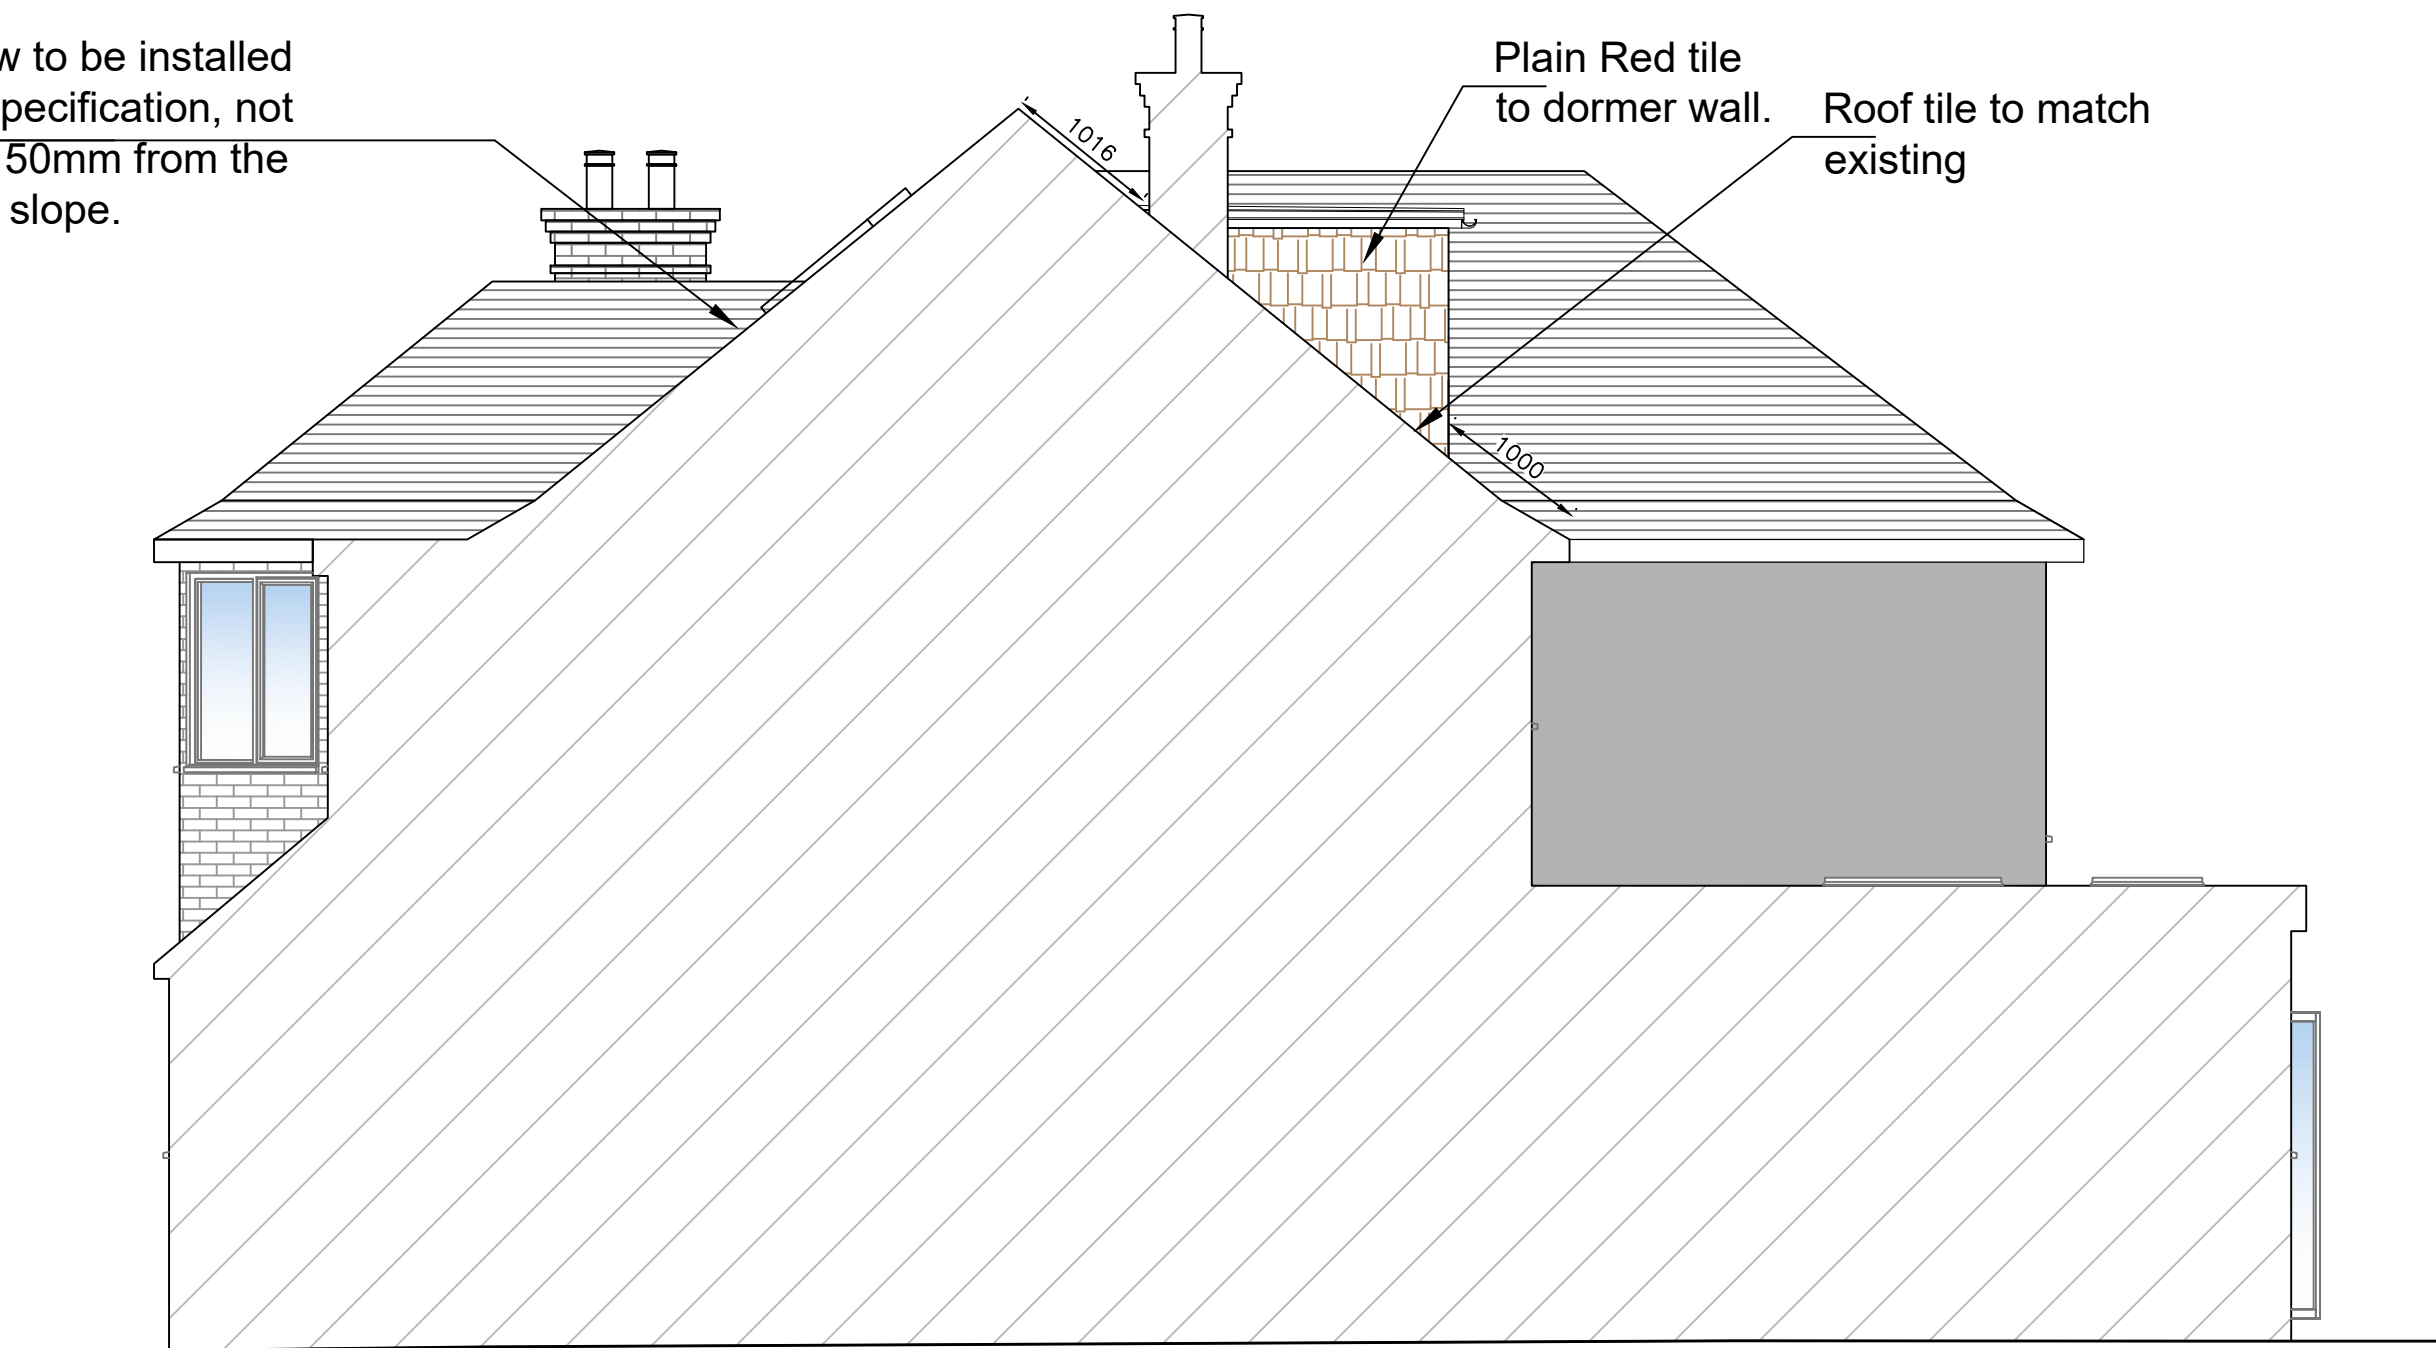 w to be installed
pecification, not
50mm from the
slope.
1016
Plain Red tile
to dormer wall.
Roof tile to match
existing
1000